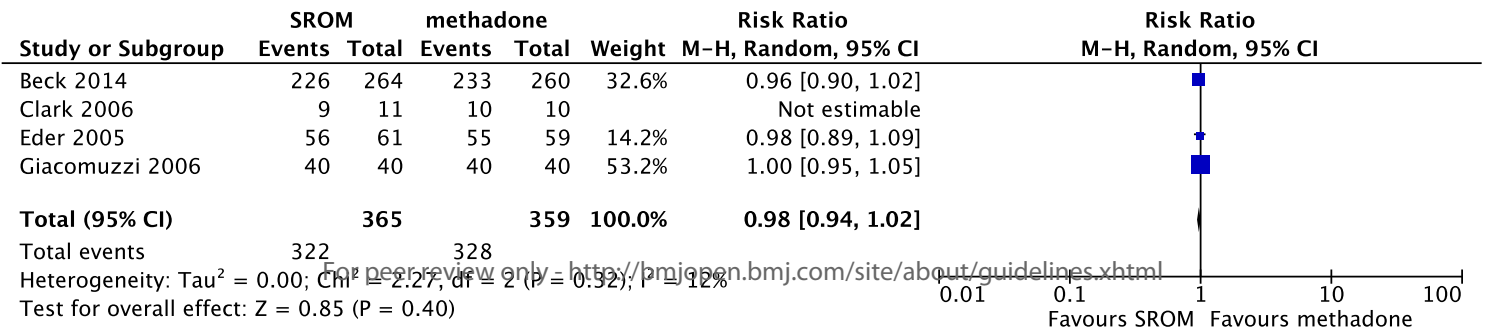 SROM methadone Risk Ratio Risk Ratio
Study or Subgroup Events Total Events Total Weight M-H, Random, 95% CI M-H, Random, 95% CI
Beck 2014 226 264 233 260 32.6% 0.96 [0.90, 1.02]
Clark 2006 9 11 10 10 Not estimable
Eder 2005 56 61 55 59 14.2% 0.98 [0.89, 1.09]
Giacomuzzi 2006 40 40 40 40 53.2% 1.00 [0.95, 1.05]
Total (95% CI) 365 359 100.0% 0.98 [0.94, 1.02]
Total events 322 328
Heterogeneity: Tau² = 0.00; Chi² = 2.27, df = 2 (P = 0.32); I² = 12%
For peer review only - http://bmjopen.bmj.com/site/about/guidelines.xhtml
Test for overall effect: Z = 0.85 (P = 0.40)
0.01 0.1 1 10 100
Favours SROM Favours methadone